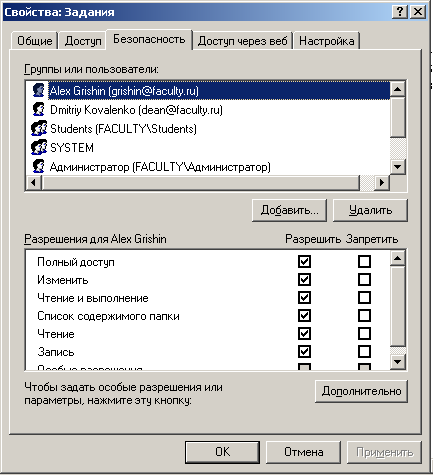 Свойства: Задания
Общие Доступ Безопасность Доступ через веб Настройка
Группы или пользователи:
Alex Grishin (grishin@faculty.ru)
Dmitriy Kovalenko (dean@faculty.ru)
Students (FACULTY\Students)
SYSTEM
Администратор (FACULTY\Администратор)
Добавить... Удалить
Разрешения для Alex Grishin Разрешить Запретить
Полный доступ
Изменить
Чтение и выполнение
Список содержимого папки
Чтение
Запись
Особые разрешения
Чтобы задать особые разрешения или
параметры, нажмите эту кнопку:
Дополнительно
OK Отмена Применить